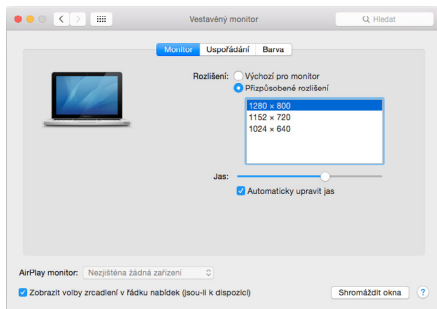 Vestavěný monitor
Hledat
Monitor Uspořádání Barva
Rozlišení: Výchozí pro monitor
Přizpůsobené rozlišení
1280 × 800
1152 × 720
1024 × 640
Jas:
Automaticky upravit jas
AirPlay monitor: Nezjištěna žádná zařízení
Zobrazit volby zrcadlení v řádku nabídek (jsou-li k dispozici)
Shromáždit okna ?